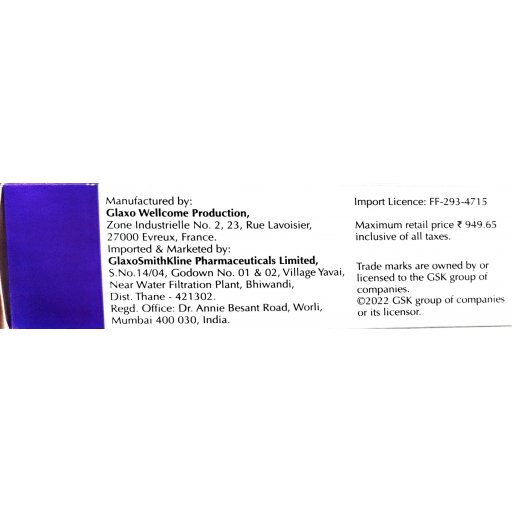 Manufactured by:
Glaxo Wellcome Production,
Zone Industrielle No. 2, 23, Rue Lavoisier,
27000 Evreux, France.
Imported & Marketed by:
GlaxoSmithKline Pharmaceuticals Limited,
S.No.14/04, Godown No. 01 & 02, Village Yavai,
Near Water Filtration Plant, Bhiwandi,
Dist. Thane - 421302.
Regd. Office: Dr. Annie Besant Road, Worli,
Mumbai 400 030, India.
Import Licence: FF-293-4715
Maximum retail price ₹ 949.65
inclusive of all taxes.
Trade marks are owned by or
licensed to the GSK group of
companies.
©2022 GSK group of companies
or its licensor.